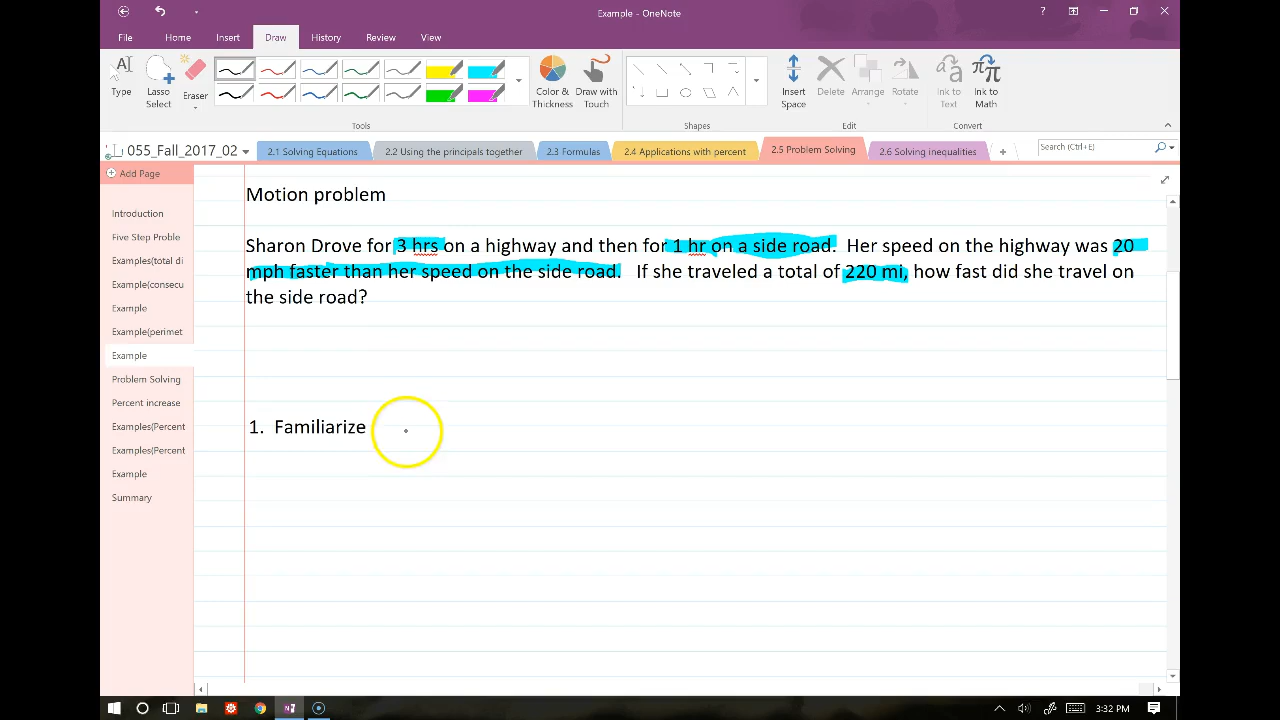 Example - OneNote
?
File Home Insert Draw History Review View
Type
Lasso Select
Eraser
Color & Thickness
Draw with Touch
Insert Space
Delete
Arrange
Rotate
Ink to Text
Ink to Math
Tools Shapes Edit Convert
055_Fall_2017_02 2.1 Solving Equations 2.2 Using the principals together 2.3 Formulas 2.4 Applications with percent 2.5 Problem Solving 2.6 Solving inequalities + Search (Ctrl+E)
Add Page
Introduction
Five Step Proble
Examples(total di
Examples(consecu
Example
Example(perimet
Example
Problem Solving
Percent increase
Examples(Percent
Examples(Percent
Example
Summary
Motion problem
Sharon Drove for 3 hrs on a highway and then for 1 hr on a side road. Her speed on the highway was 20
mph faster than her speed on the side road. If she traveled a total of 220 mi, how fast did she travel on
the side road?
1. Familiarize
3:32 PM